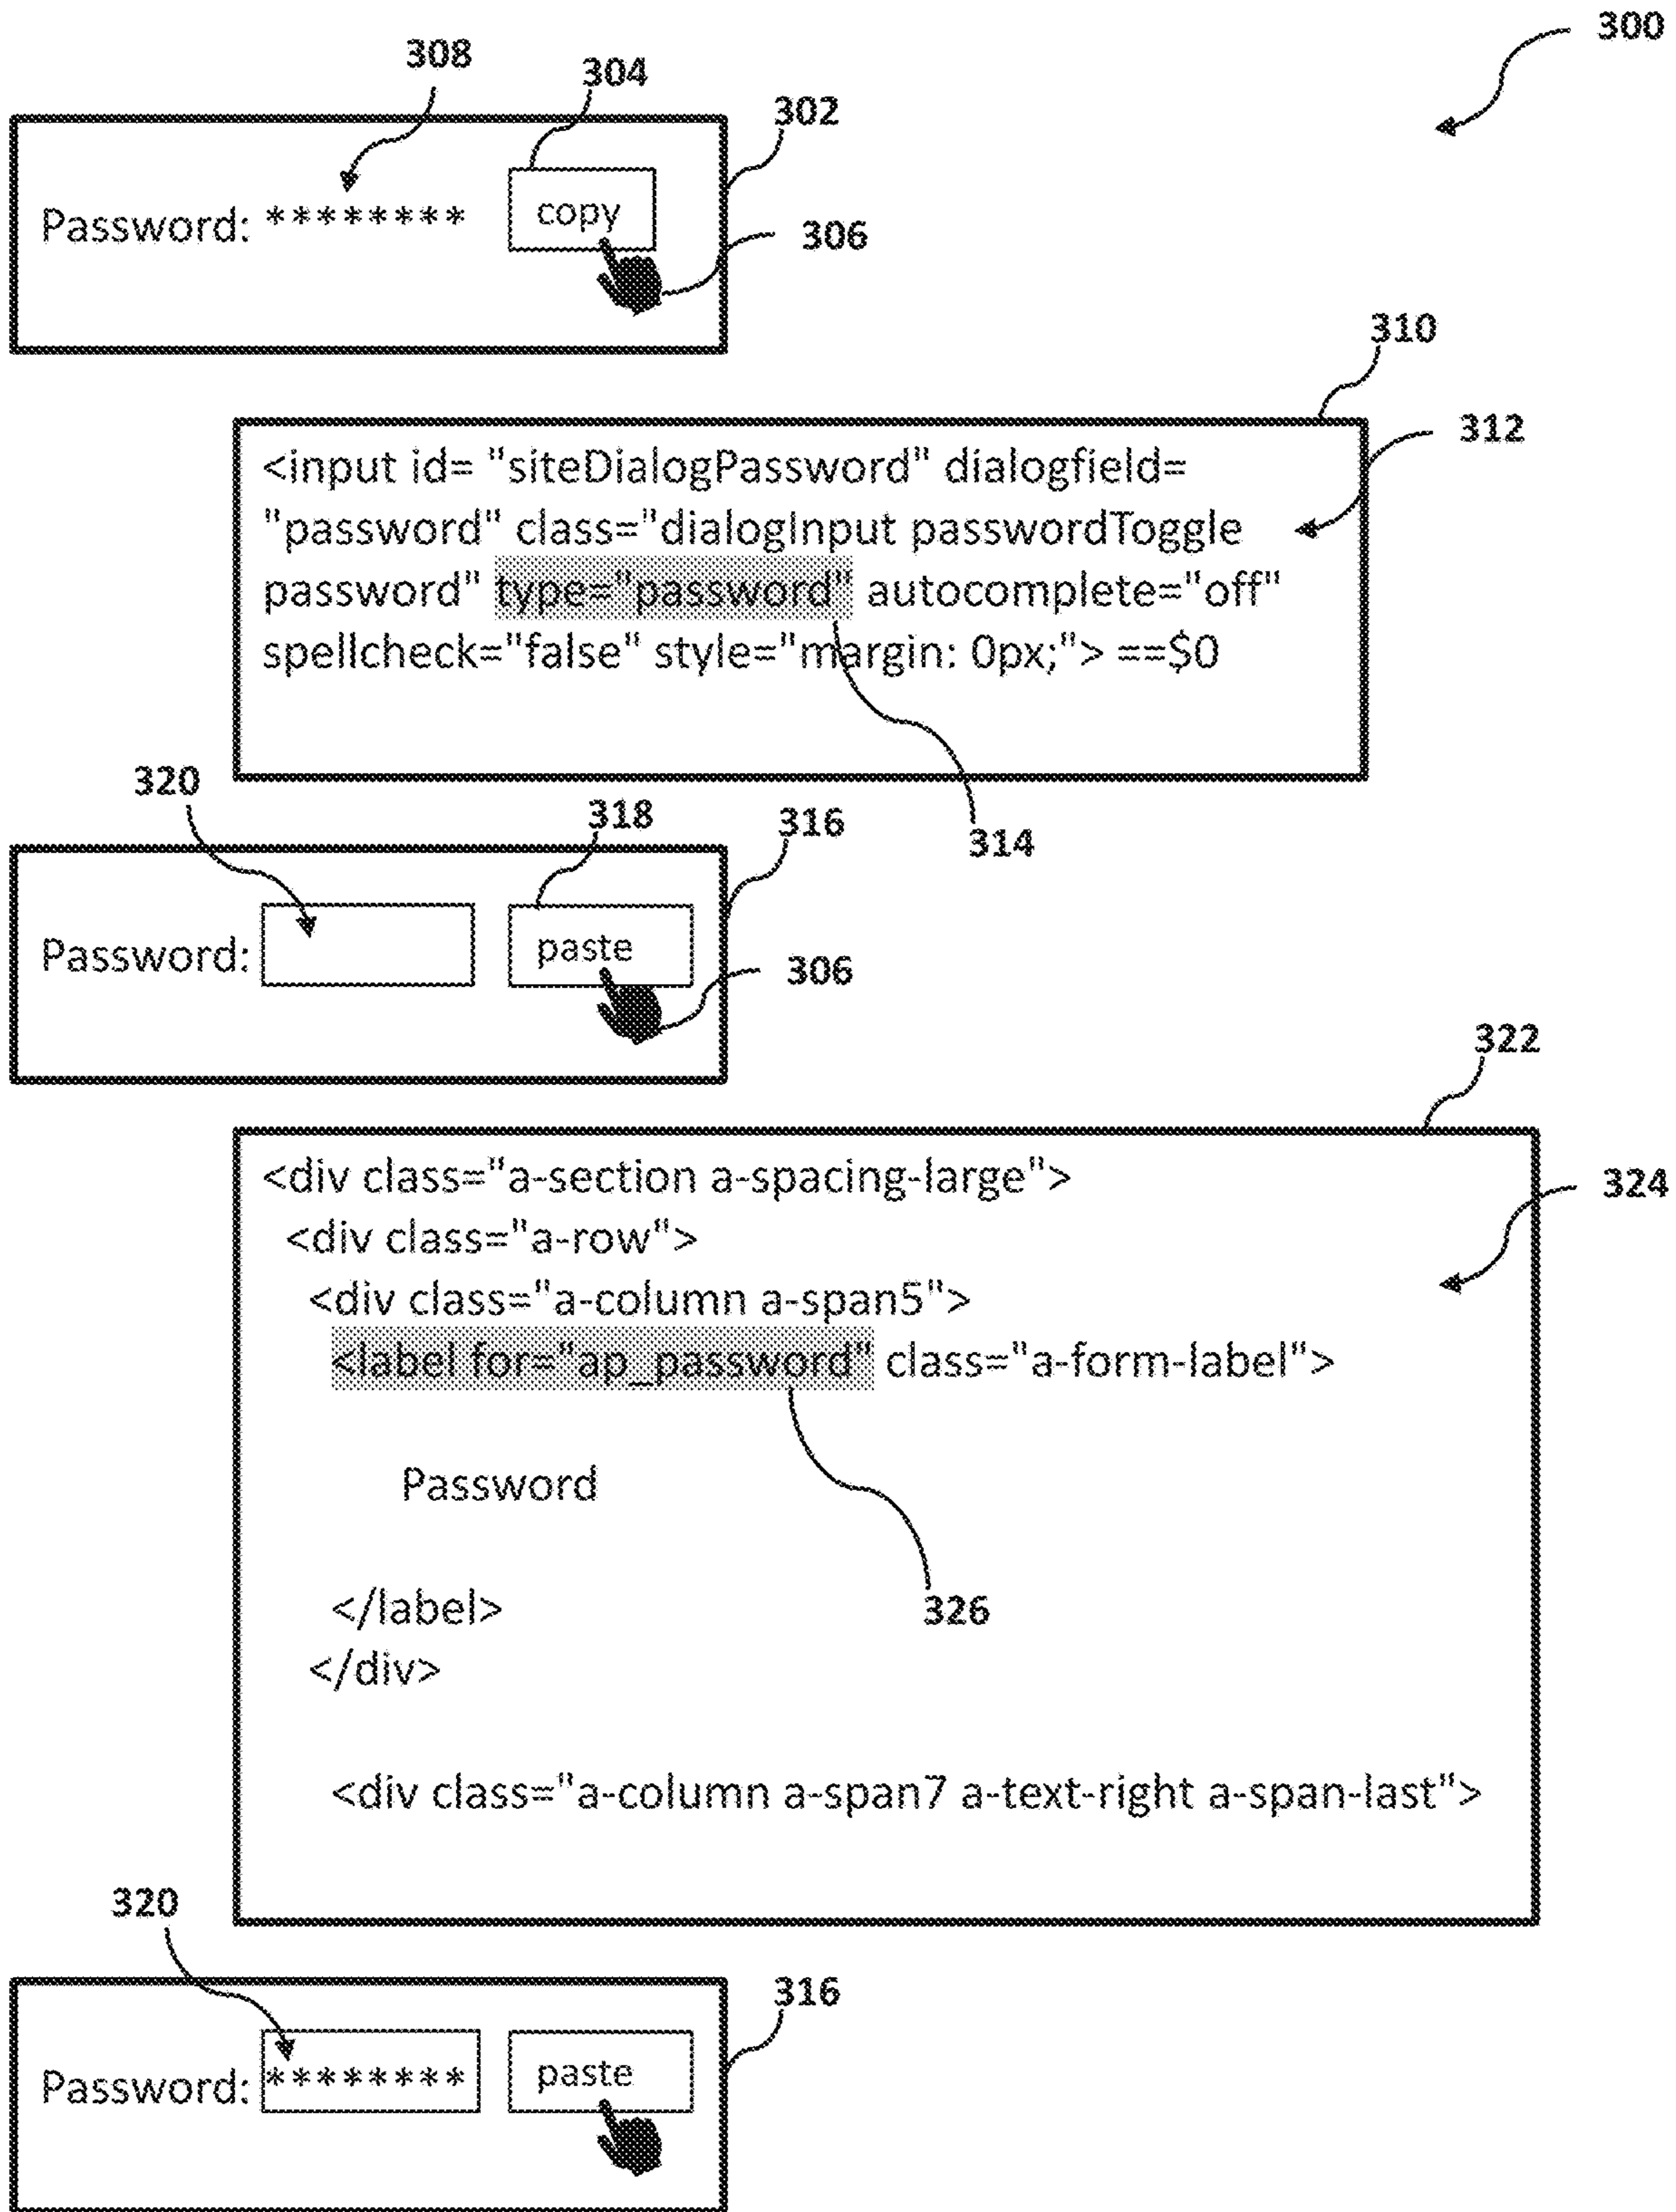 300
308
304
302
Password: ******** copy
306
310
312
<input id= "siteDialogPassword" dialogfield=
"password" class="dialogInput passwordToggle
password" type="password" autocomplete="off"
spellcheck="false" style="margin: 0px;"> ==$0
314
320
318
316
Password: paste
306
322
324
<div class="a-section a-spacing-large">
<div class="a-row">
<div class="a-column a-span5">
<label for="ap_password" class="a-form-label">
Password
326
</label>
</div>
<div class="a-column a-span7 a-text-right a-span-last">
320
316
Password: ******** paste